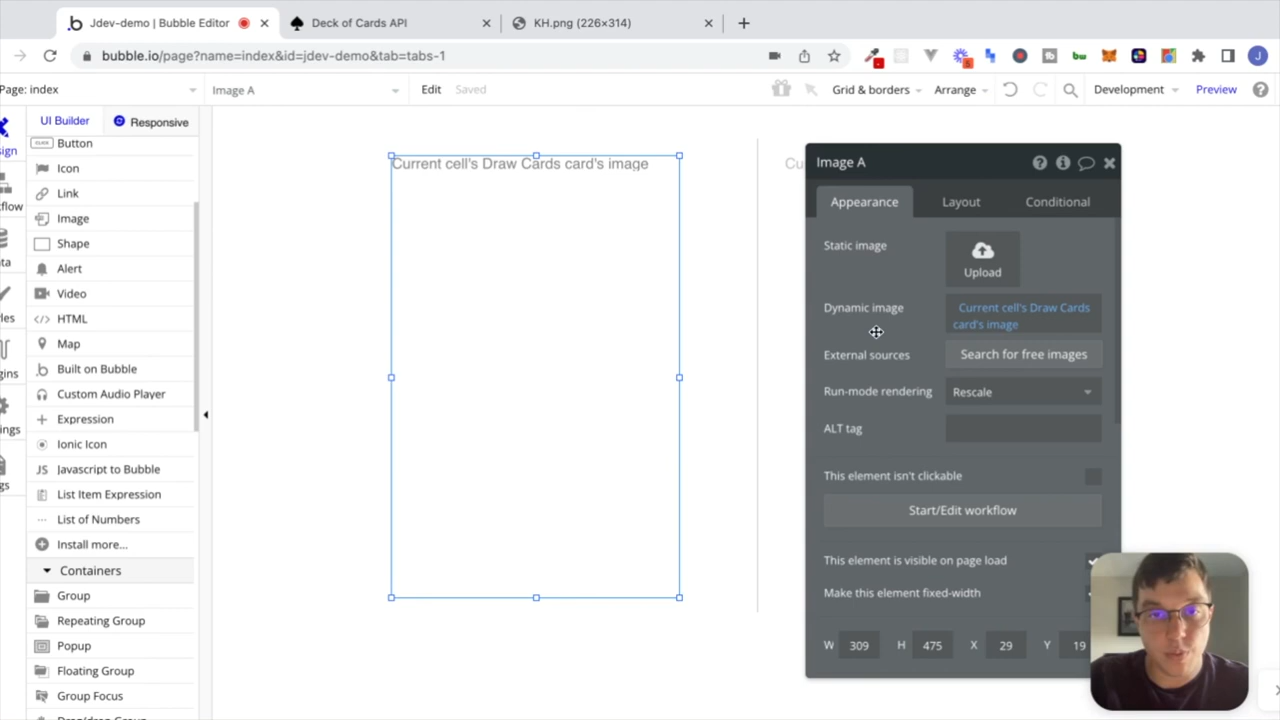 Jdev-demo | Bubble Editor
Deck of Cards API
KH.png (226×314)
bubble.io/page?name=index&id=jdev-demo&tab=tabs-1
J
Page: index
Image A
Edit
Saved
Grid & borders
Arrange
Development
Preview
UI Builder
Responsive
Button
Icon
Link
Image
Shape
Alert
Video
HTML
Map
Built on Bubble
Custom Audio Player
Expression
Ionic Icon
Javascript to Bubble
List Item Expression
List of Numbers
Install more...
Containers
Group
Repeating Group
Popup
Floating Group
Group Focus
Current cell's Draw Cards card's image
Cu
Image A
Appearance
Layout
Conditional
Static image
Upload
Dynamic image
Current cell's Draw Cards
card's image
External sources
Search for free images
Run-mode rendering
Rescale
ALT tag
This element isn't clickable
Start/Edit workflow
This element is visible on page load
Make this element fixed-width
W 309 H 475 X 29 Y 19